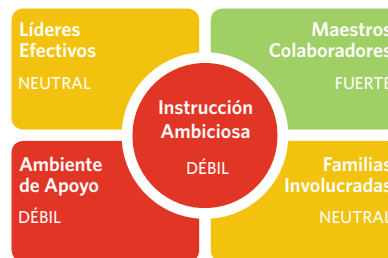 Líderes
Efectivos
NEUTRAL
Maestros
Colaboradores
FUERTE
Instrucción
Ambiciosa
DÉBIL
Ambiente
de Apoyo
DÉBIL
Familias
Involucradas
NEUTRAL